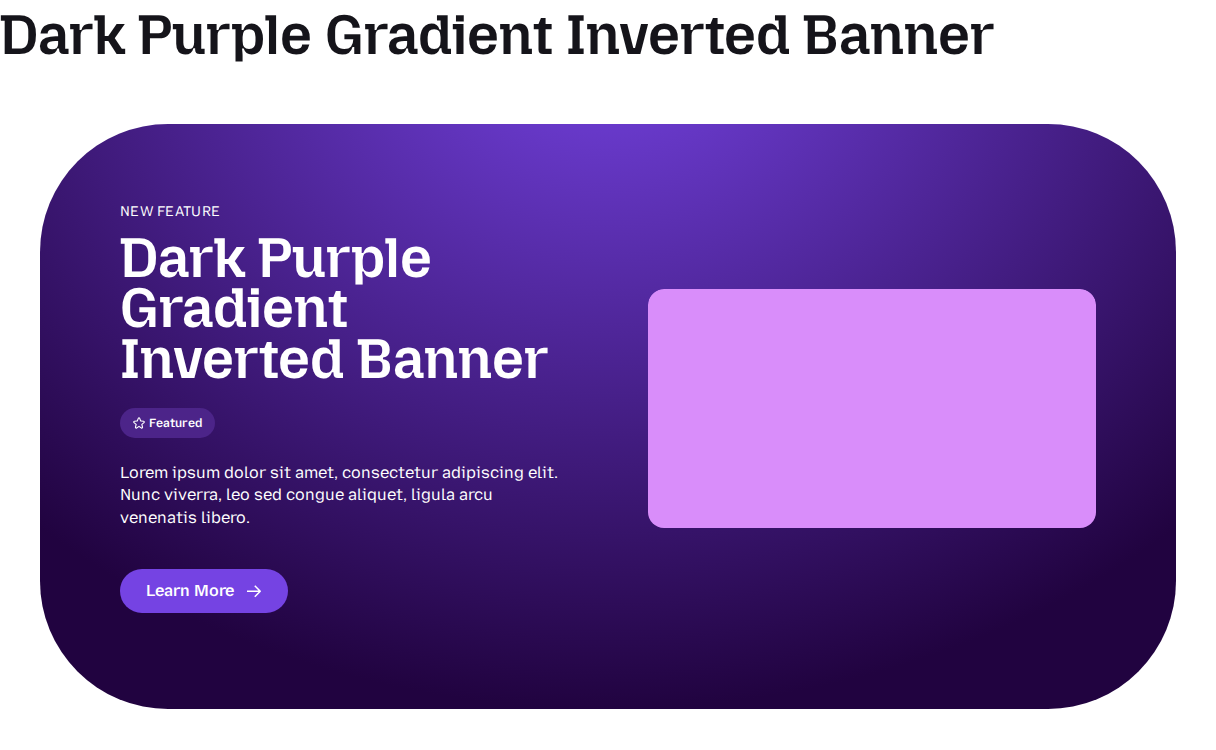 Dark Purple Gradient Inverted Banner
NEW FEATURE
Dark Purple
Gradient
Inverted Banner
Featured
Lorem ipsum dolor sit amet, consectetur adipiscing elit.
Nunc viverra, leo sed congue aliquet, ligula arcu
venenatis libero.
Learn More